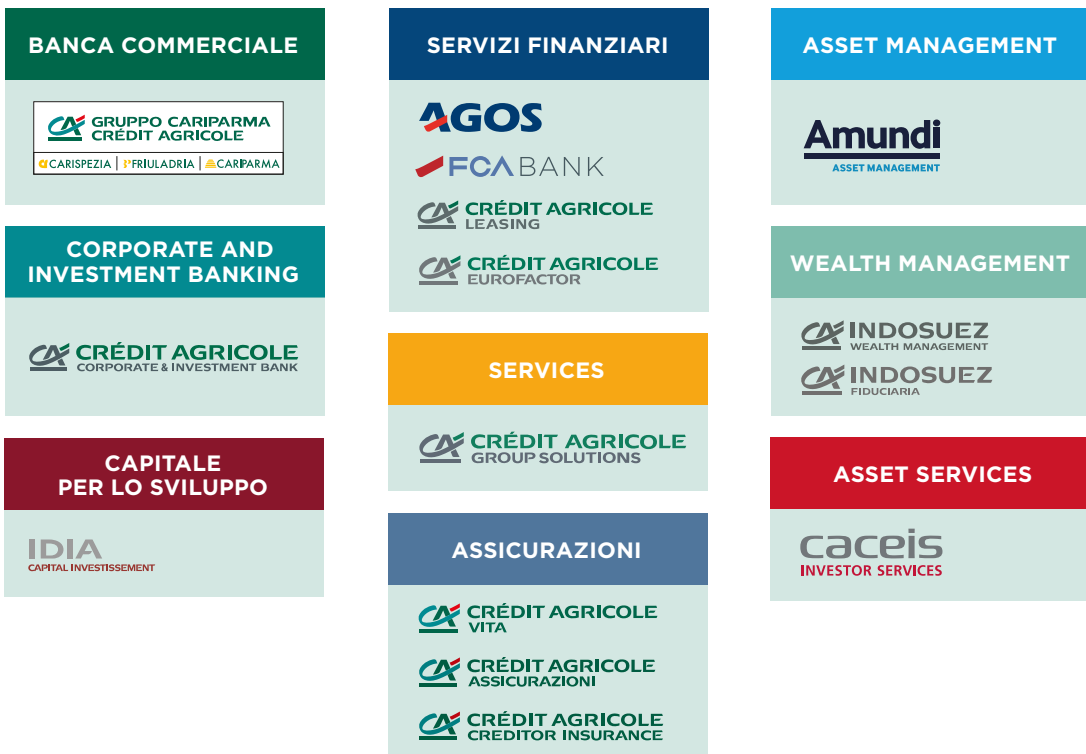 BANCA COMMERCIALE
GRUPPO CARIPARMA
CRÉDIT AGRICOLE
CARISPEZIA | FRIULADRIA | CARIPARMA
CORPORATE AND
INVESTMENT BANKING
CRÉDIT AGRICOLE
CORPORATE & INVESTMENT BANK
CAPITALE
PER LO SVILUPPO
IDIA
CAPITAL INVESTISSEMENT
SERVIZI FINANZIARI
AGOS
FCA BANK
CRÉDIT AGRICOLE
LEASING
CRÉDIT AGRICOLE
EUROFACTOR
SERVICES
CRÉDIT AGRICOLE
GROUP SOLUTIONS
ASSICURAZIONI
CRÉDIT AGRICOLE
VITA
CRÉDIT AGRICOLE
ASSICURAZIONI
CRÉDIT AGRICOLE
CREDITOR INSURANCE
ASSET MANAGEMENT
Amundi
ASSET MANAGEMENT
WEALTH MANAGEMENT
INDOSUEZ
WEALTH MANAGEMENT
INDOSUEZ
FIDUCIARIA
ASSET SERVICES
caceis
INVESTOR SERVICES